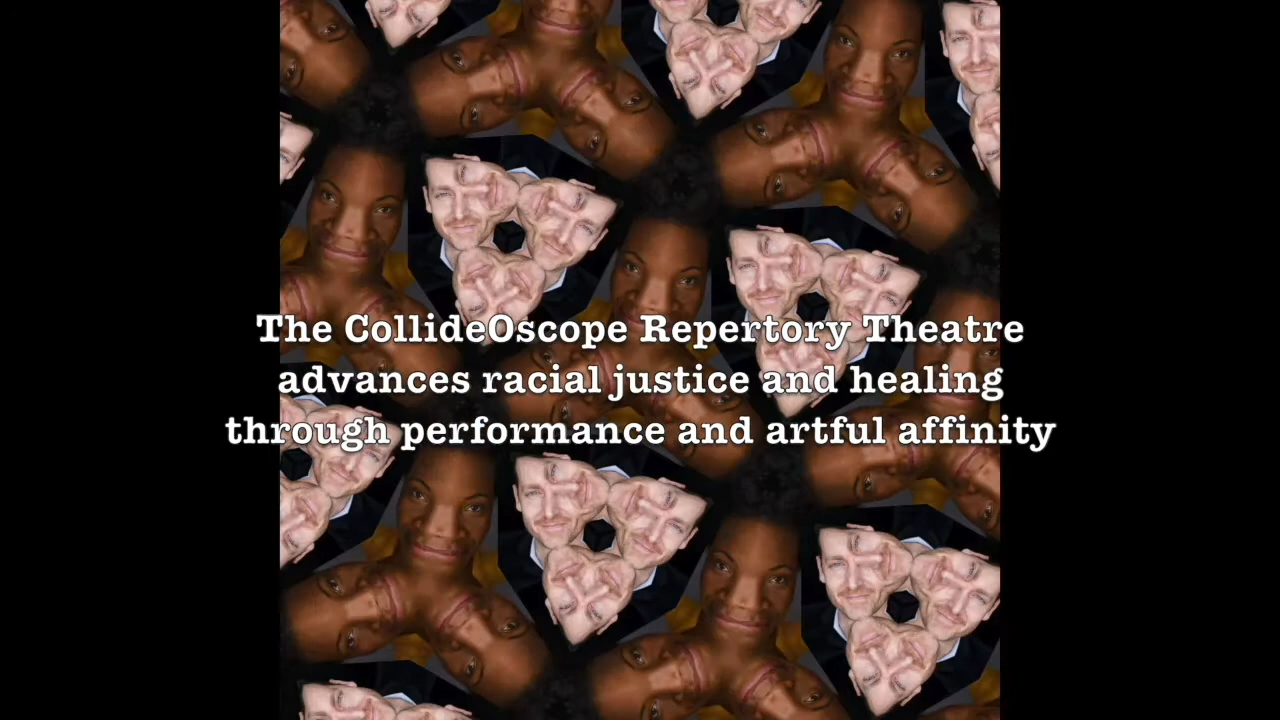 The CollideOscope Repertory Theatre
advances racial justice and healing
through performance and artful affinity